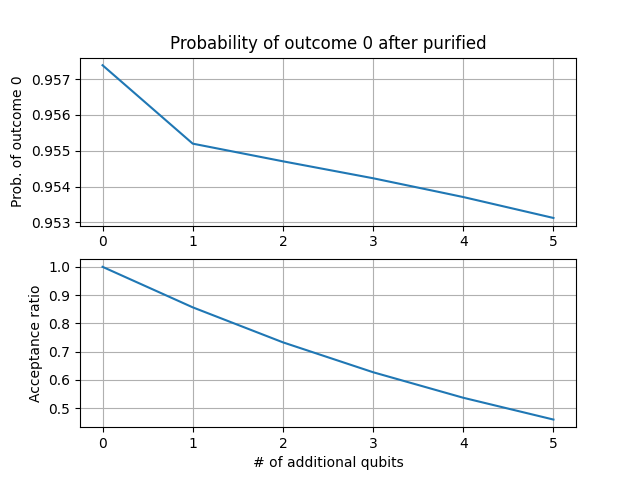 Probability of outcome 0 after purified
Prob. of outcome 0
0.957
0.956
0.955
0.954
0.953
0 1 2 3 4 5
Acceptance ratio
1.0
0.9
0.8
0.7
0.6
0.5
0 1 2 3 4 5
# of additional qubits